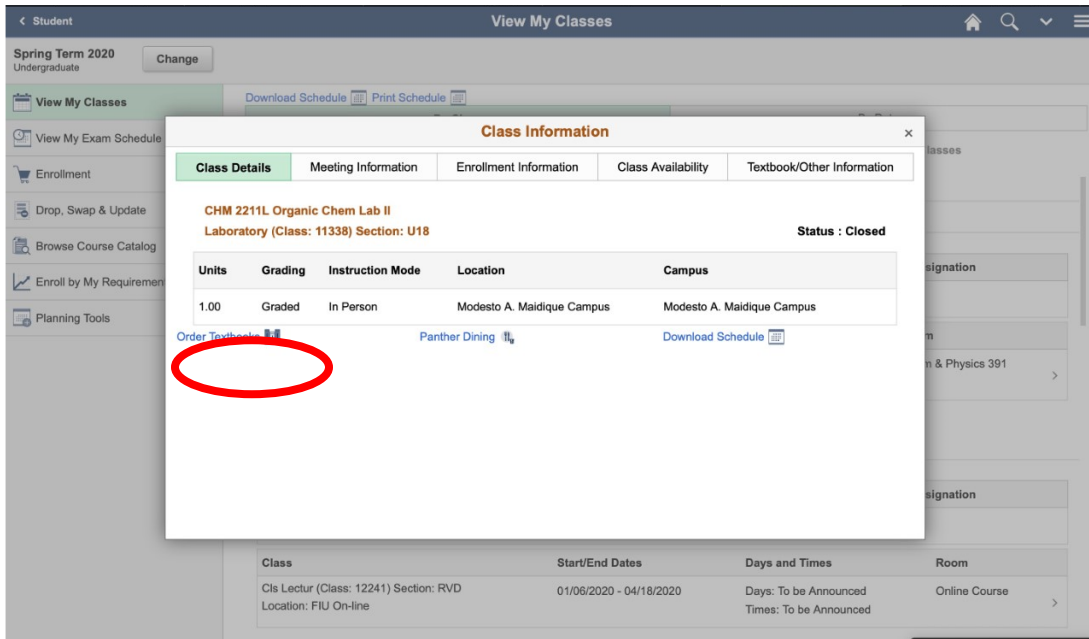 Student
View My Classes
Spring Term 2020
Undergraduate
Change
View My Classes
View My Exam Schedule
Enrollment
Drop, Swap & Update
Browse Course Catalog
Enroll by My Requiremen
Planning Tools
Download Schedule Print Schedule
lasses
Class Information
×
Class Details Meeting Information Enrollment Information Class Availability Textbook/Other Information
CHM 2211L Organic Chem Lab II
Laboratory (Class: 11338) Section: U18 Status : Closed
Units Grading Instruction Mode Location Campus
1.00 Graded In Person Modesto A. Maidique Campus Modesto A. Maidique Campus
Order Textbooks Panther Dining Download Schedule
signation
m
n & Physics 391
signation
Class Start/End Dates Days and Times Room
Cls Lectur (Class: 12241) Section: RVD 01/06/2020 - 04/18/2020 Days: To be Announced Online Course
Location: FIU On-line Times: To be Announced